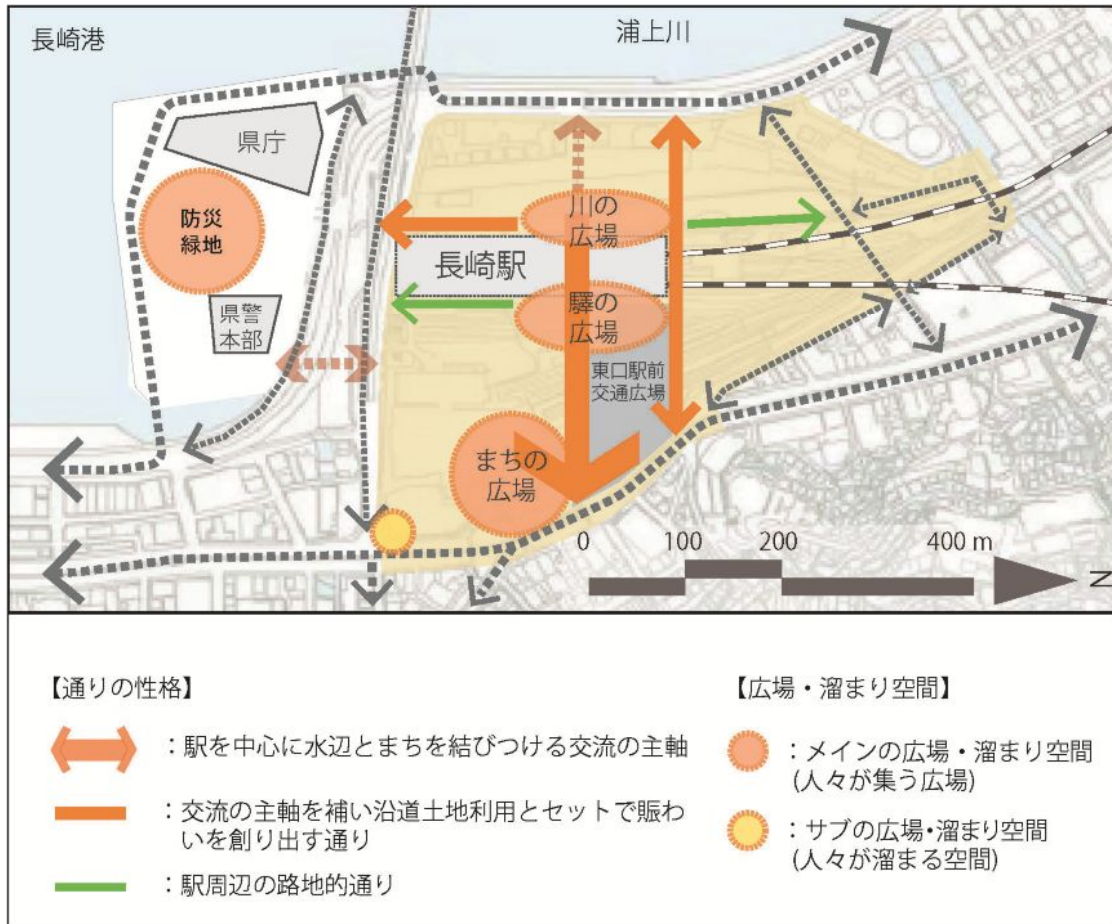 長崎港
浦上川
県庁
防災
緑地
川の
広場
長崎駅
驛の
広場
県警
本部
東口駅前
交通広場
まちの
広場
0
100
200
400 m
N
【通りの性格】
：駅を中心に水辺とまちを結びつける交流の主軸
：交流の主軸を補い沿道土地利用とセットで賑わ
いを創り出す通り
：駅周辺の路地的通り
【広場・溜まり空間】
：メインの広場・溜まり空間
(人々が集う広場)
：サブの広場・溜まり空間
(人々が溜まる空間)